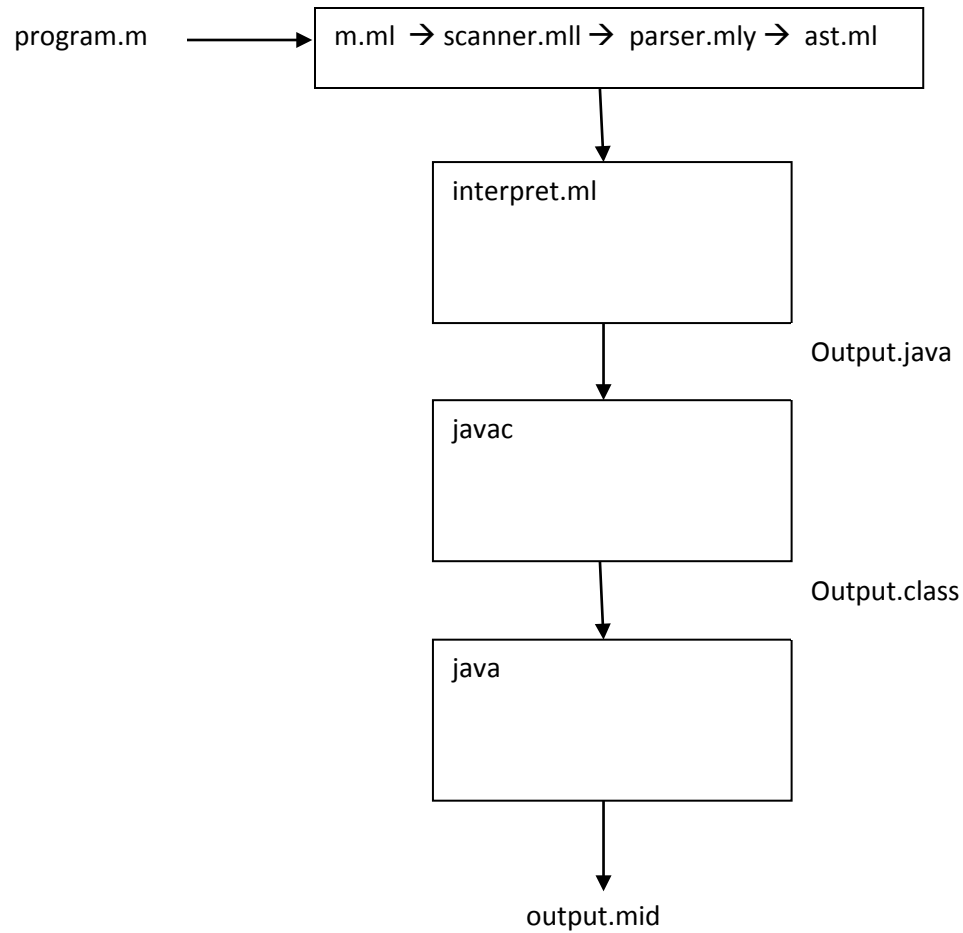 program.m
m.ml → scanner.mll → parser.mly → ast.ml
interpret.ml
Output.java
javac
Output.class
java
output.mid